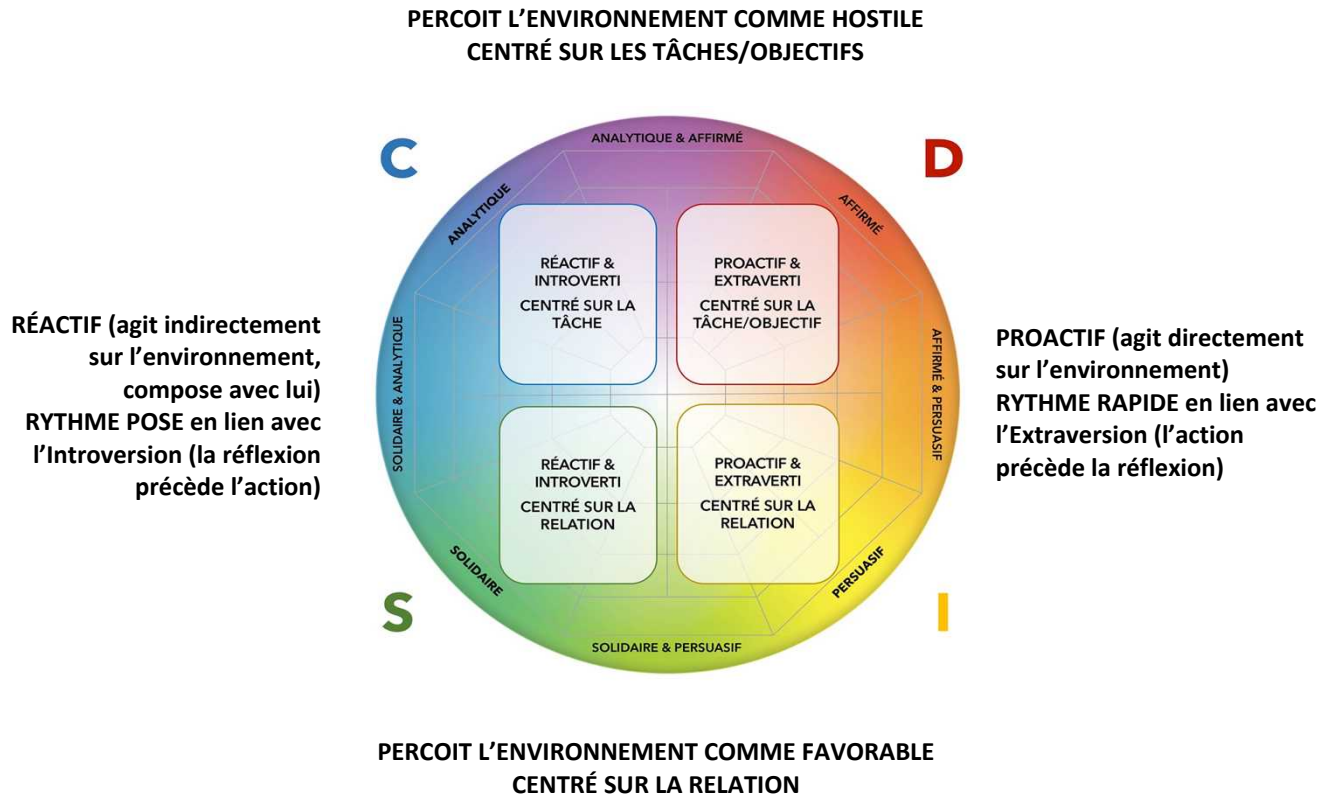 PERCOIT L’ENVIRONNEMENT COMME HOSTILE
CENTRÉ SUR LES TÂCHES/OBJECTIFS
C
D
ANALYTIQUE & AFFIRMÉ
ANALYTIQUE
AFFIRMÉ
RÉACTIF &
INTROVERTI
CENTRÉ SUR LA
TÂCHE
PROACTIF &
EXTRAVERTI
CENTRÉ SUR LA
TÂCHE/OBJECTIF
RÉACTIF (agit indirectement
sur l’environnement,
compose avec lui)
RYTHME POSE en lien avec
l’Introversion (la réflexion
précède l’action)
SOLIDAIRE & ANALYTIQUE
AFFIRMÉ & PERSUASIF
PROACTIF (agit directement
sur l’environnement)
RYTHME RAPIDE en lien avec
l’Extraversion (l’action
précède la réflexion)
RÉACTIF &
INTROVERTI
CENTRÉ SUR LA
RELATION
PROACTIF &
EXTRAVERTI
CENTRÉ SUR LA
RELATION
SOLIDAIRE
PERSUASIF
S
I
SOLIDAIRE & PERSUASIF
PERCOIT L’ENVIRONNEMENT COMME FAVORABLE
CENTRÉ SUR LA RELATION